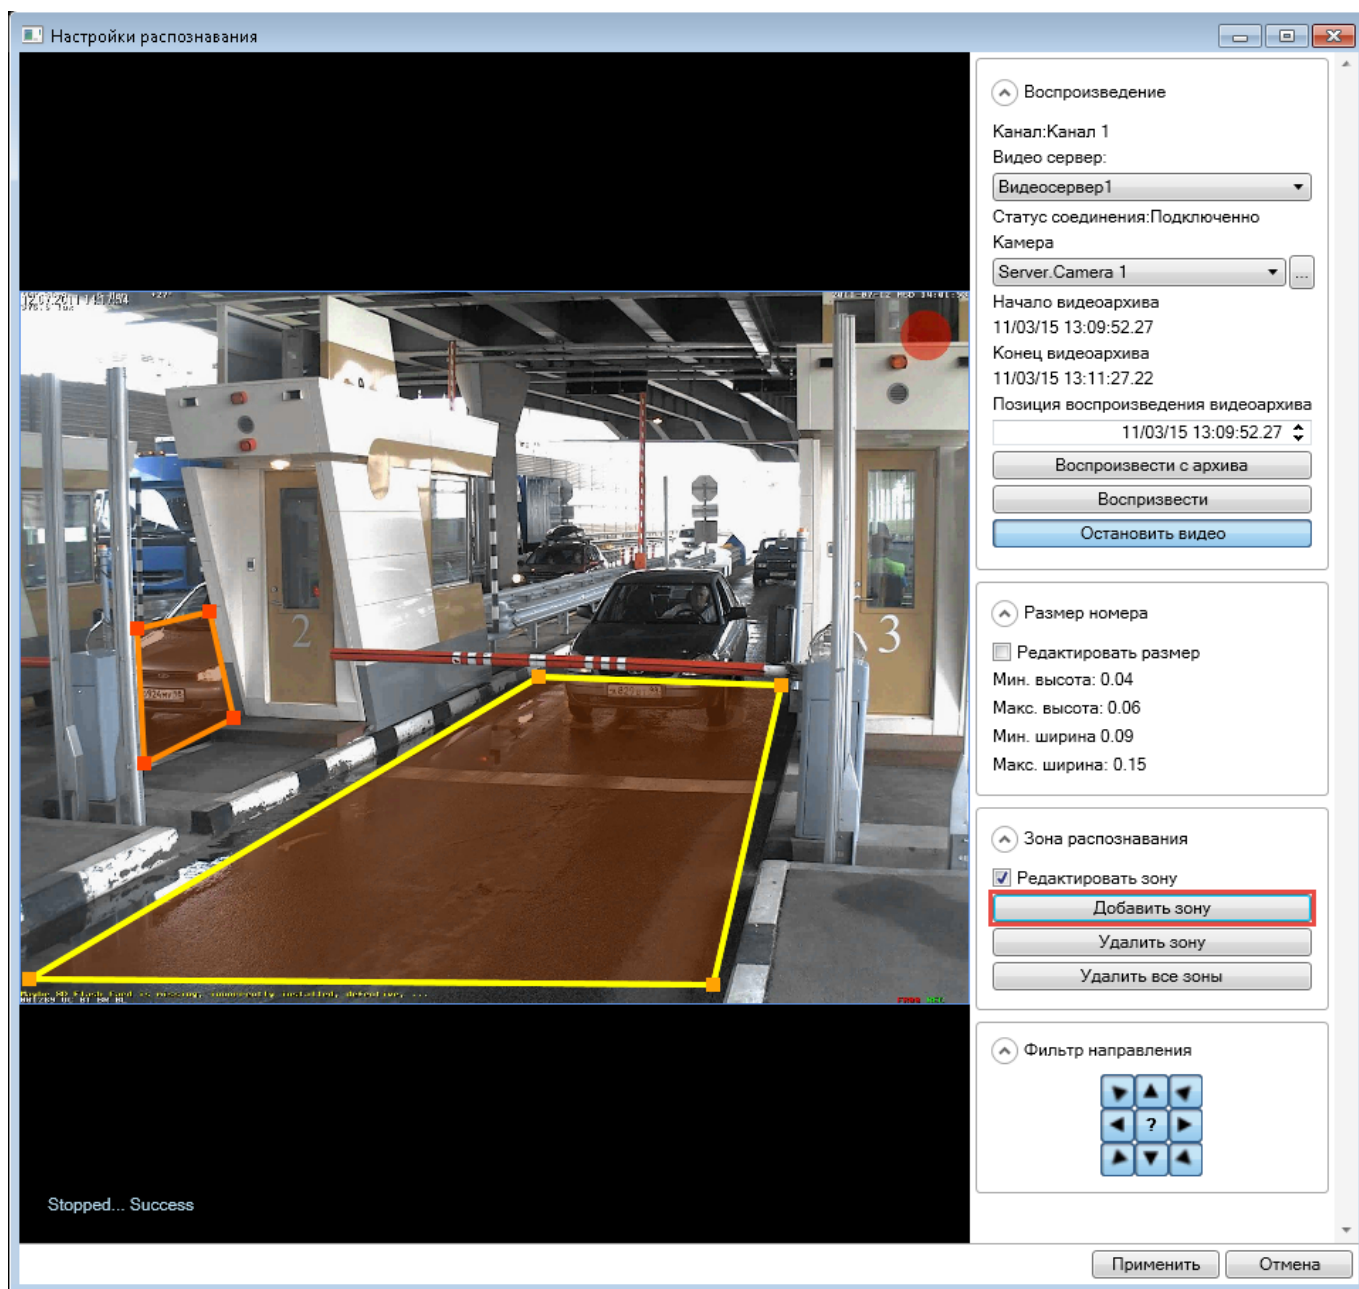 Настройки распознавания
Воспроизведение
Канал:Канал 1
Видео сервер:
Видеосервер1
Статус соединения:Подключенно
Камера
Server.Camera 1
...
Начало видеоархива
11/03/15 13:09:52.27
Конец видеоархива
11/03/15 13:11:27.22
Позиция воспроизведения видеоархива
11/03/15 13:09:52.27
Воспроизвести с архива
Воспризвести
Остановить видео
2
3
Размер номера
Редактировать размер
Мин. высота: 0.04
Макс. высота: 0.06
Мин. ширина 0.09
Макс. ширина: 0.15
Зона распознавания
Редактировать зону
Добавить зону
Удалить зону
Удалить все зоны
Фильтр направления
?
Stopped... Success
Применить
Отмена